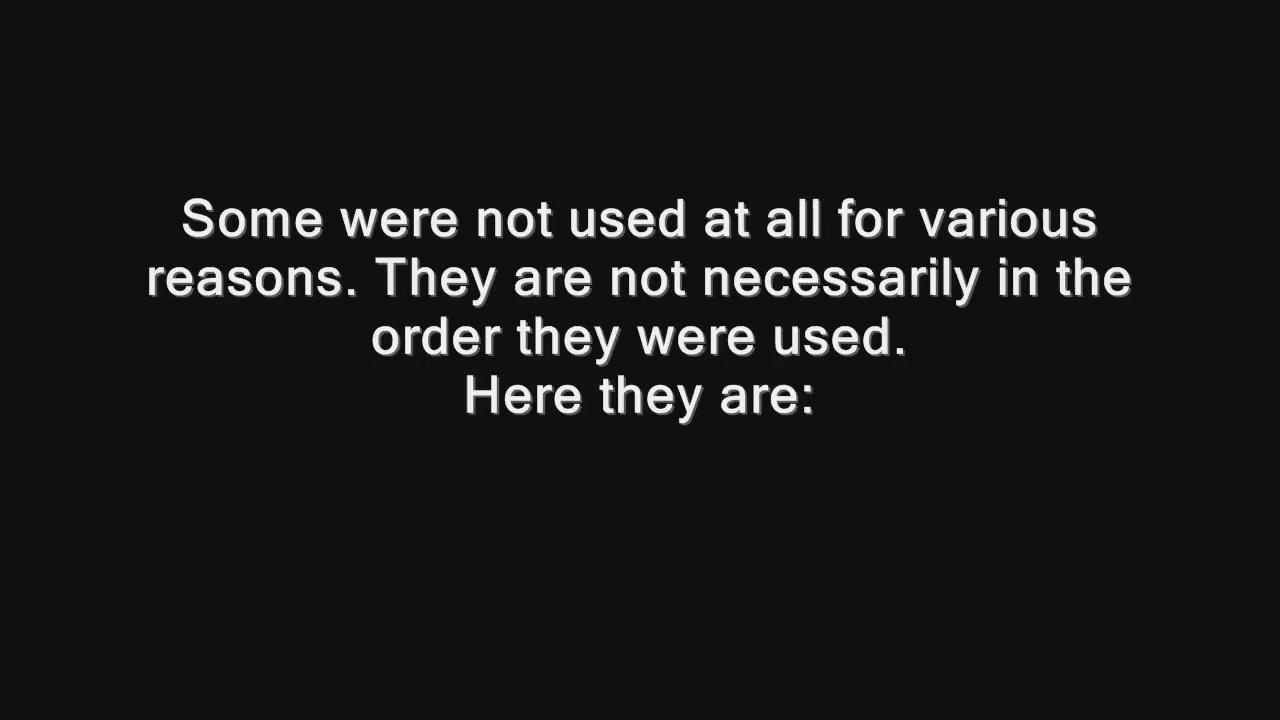 Some were not used at all for various
reasons. They are not necessarily in the
order they were used.
Here they are: